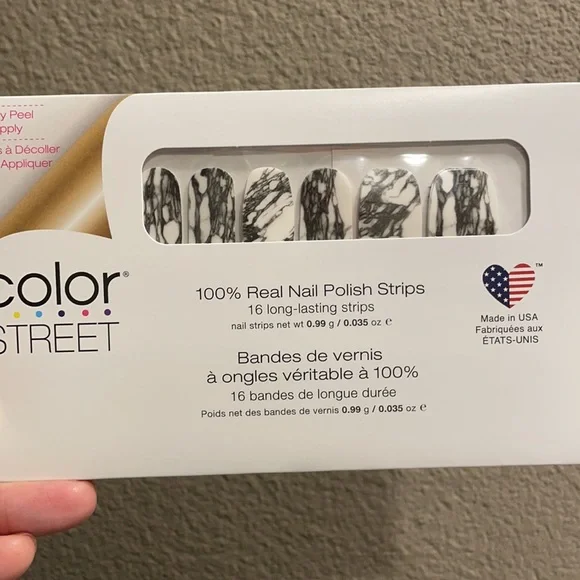 y Peel
pply
s à Décoller
Appliquer
color®
STREET
100% Real Nail Polish Strips
16 long-lasting strips
nail strips net wt 0.99 g / 0.035 oz ℮
Bandes de vernis
à ongles véritable à 100%
16 bandes de longue durée
Poids net des bandes de vernis 0.99 g / 0.035 oz ℮
™
Made in USA
Fabriquées aux
ÉTATS-UNIS